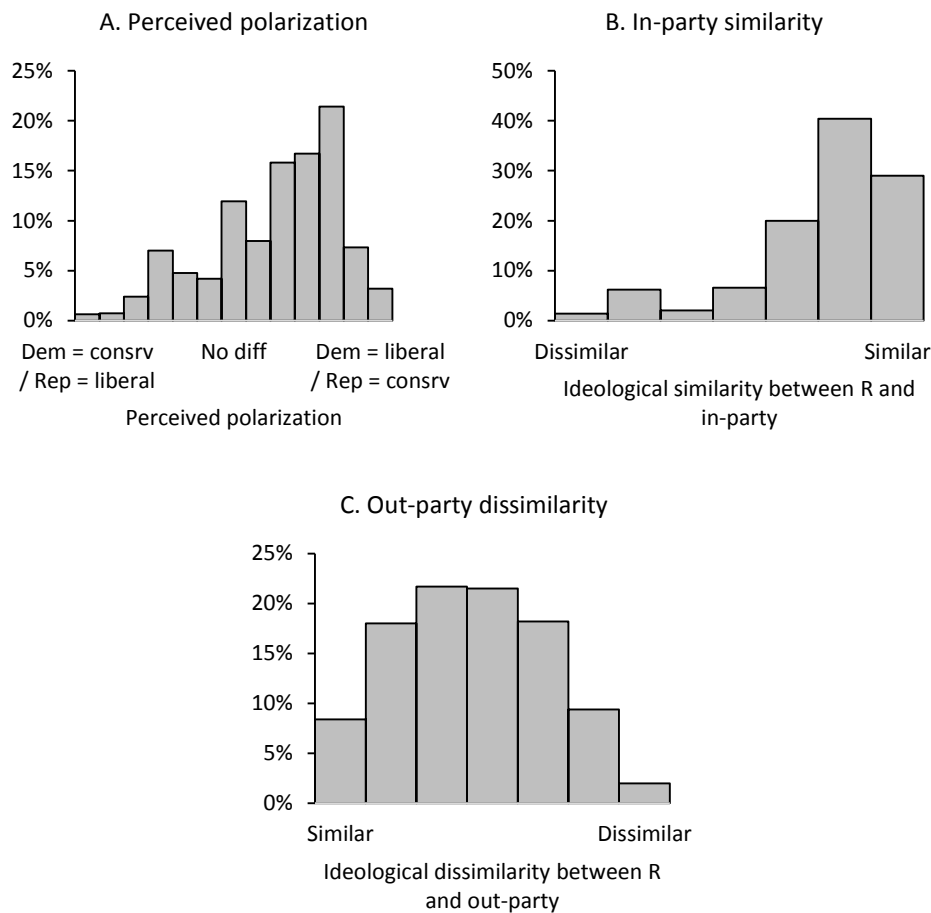 A. Perceived polarization
25%
20%
15%
10%
5%
0%
Dem = consrv
/ Rep = liberal
No diff
Dem = liberal
/ Rep = consrv
Perceived polarization
B. In-party similarity
50%
40%
30%
20%
10%
0%
Dissimilar
Similar
Ideological similarity between R and
in-party
C. Out-party dissimilarity
25%
20%
15%
10%
5%
0%
Similar
Dissimilar
Ideological dissimilarity between R
and out-party